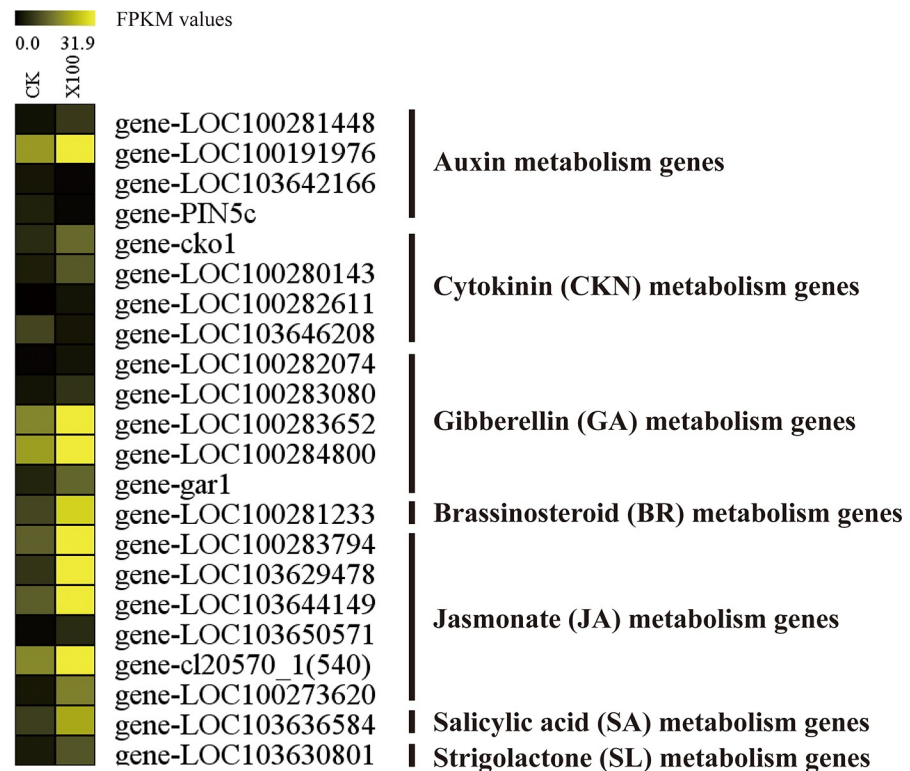 FPKM values
0.0 31.9
CK X100
gene-LOC100281448
gene-LOC100191976
gene-LOC103642166
gene-PIN5c
Auxin metabolism genes
gene-cko1
gene-LOC100280143
gene-LOC100282611
gene-LOC103646208
Cytokinin (CKN) metabolism genes
gene-LOC100282074
gene-LOC100283080
gene-LOC100283652
gene-LOC100284800
gene-gar1
Gibberellin (GA) metabolism genes
gene-LOC100281233
Brassinosteroid (BR) metabolism genes
gene-LOC100283794
gene-LOC103629478
gene-LOC103644149
gene-LOC103650571
gene-cl20570_1(540)
gene-LOC100273620
Jasmonate (JA) metabolism genes
gene-LOC103636584
Salicylic acid (SA) metabolism genes
gene-LOC103630801
Strigolactone (SL) metabolism genes